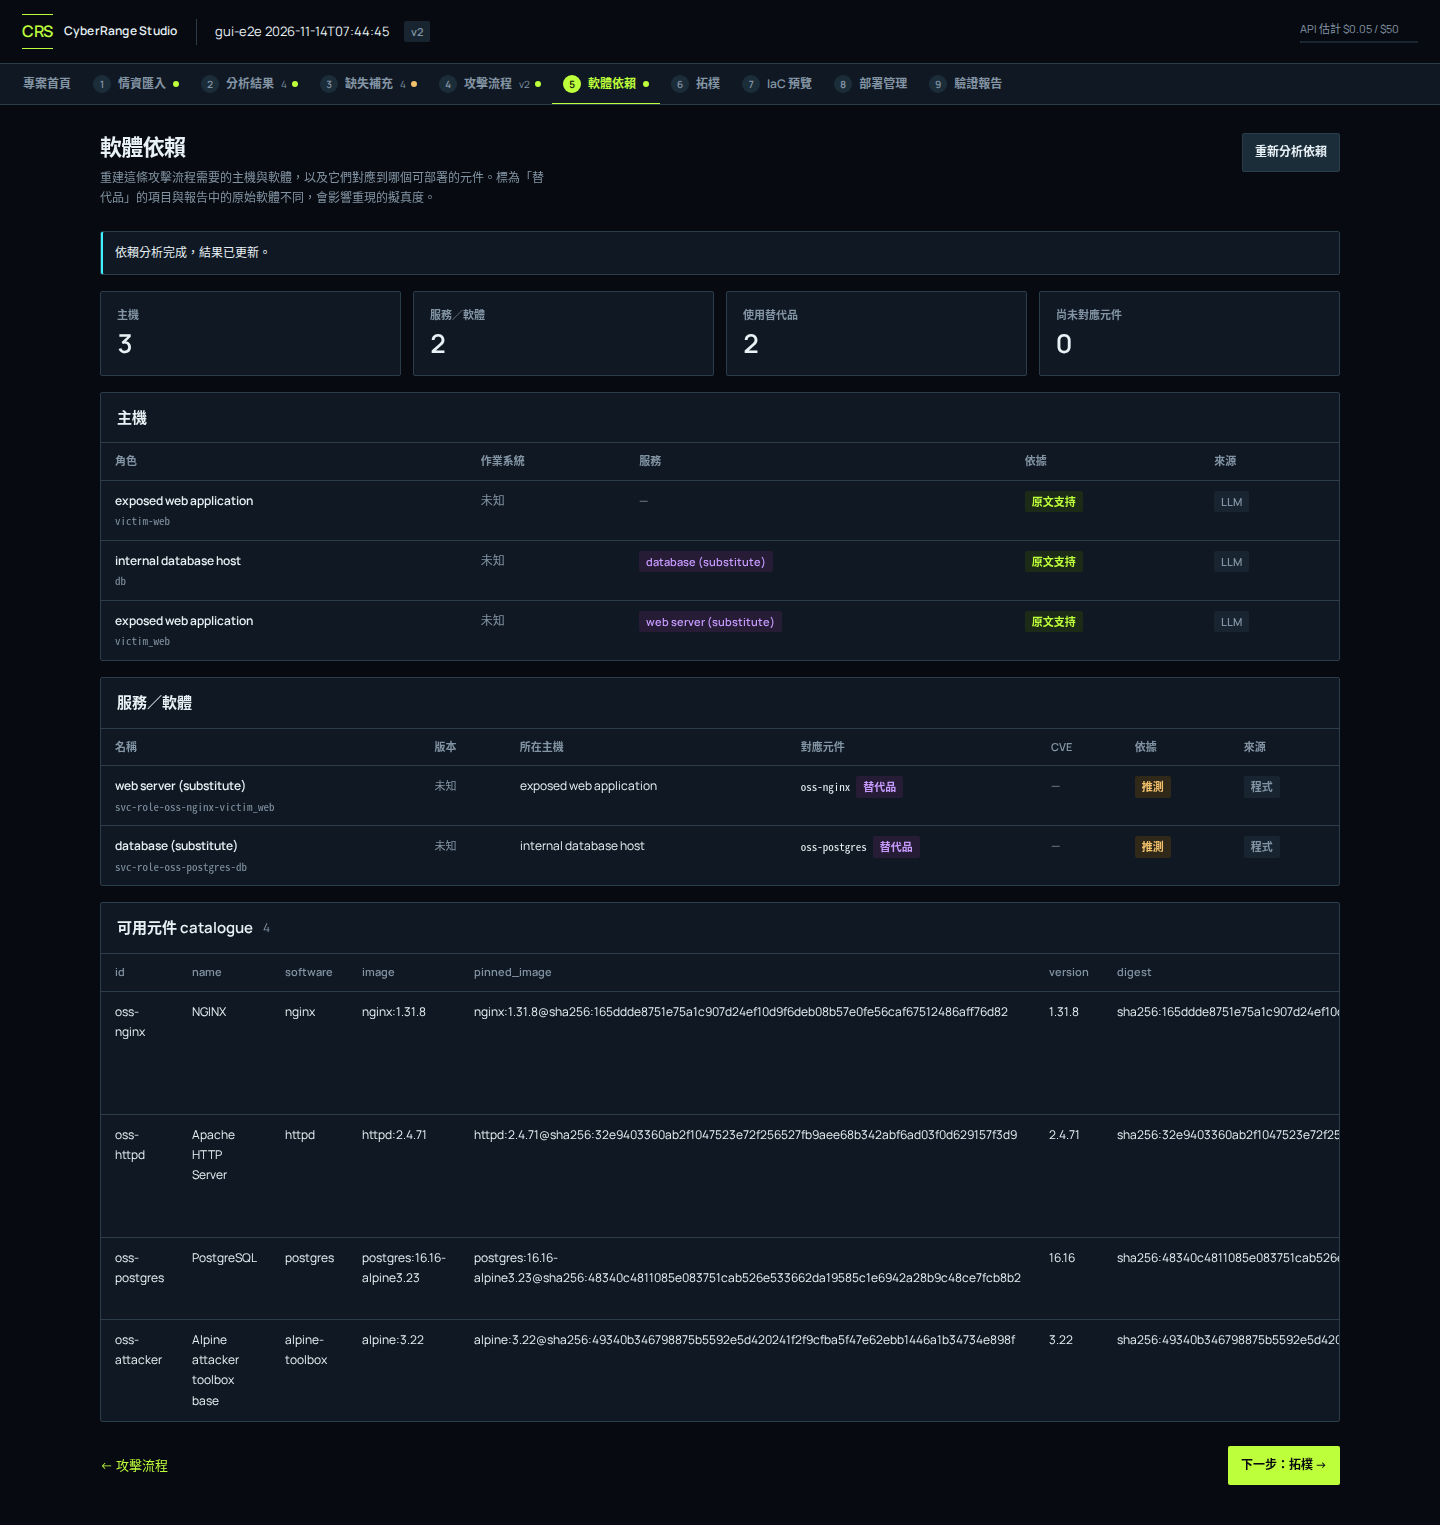 CRS CyberRange Studio gui-e2e 2026-11-14T07:44:45 v2 API 估計 $0.05 / $50
專案首頁 1 情資匯入 2 分析結果 4 3 缺失補充 4 4 攻擊流程 v2 5 軟體依賴 6 拓樸 7 IaC 預覽 8 部署管理 9 驗證報告
軟體依賴
重新分析依賴
重建這條攻擊流程需要的主機與軟體，以及它們對應到哪個可部署的元件。標為「替
代品」的項目與報告中的原始軟體不同，會影響重現的擬真度。
依賴分析完成，結果已更新。
主機 服務／軟體 使用替代品 尚未對應元件
3 2 2 0
主機
角色 作業系統 服務 依據 來源
exposed web application 未知 — 原文支持 LLM
victim-web
internal database host 未知 database (substitute) 原文支持 LLM
db
exposed web application 未知 web server (substitute) 原文支持 LLM
victim_web
服務／軟體
名稱 版本 所在主機 對應元件 CVE 依據 來源
web server (substitute) 未知 exposed web application oss-nginx 替代品 — 推測 程式
svc-role-oss-nginx-victim_web
database (substitute) 未知 internal database host oss-postgres 替代品 — 推測 程式
svc-role-oss-postgres-db
可用元件 catalogue 4
id name software image pinned_image version digest
oss- NGINX nginx nginx:1.31.8 nginx:1.31.8@sha256:165ddde8751e75a1c907d24ef10d9f6deb08b57e0fe56caf67512486aff76d82 1.31.8 sha256:165ddde8751e75a1c907d24ef10
nginx
oss- Apache httpd httpd:2.4.71 httpd:2.4.71@sha256:32e9403360ab2f1047523e72f256527fb9aee68b342abf6ad03f0d629157f3d9 2.4.71 sha256:32e9403360ab2f1047523e72f25
httpd HTTP
Server
oss- PostgreSQL postgres postgres:16.16- postgres:16.16- 16.16 sha256:48340c4811085e083751cab526
postgres alpine3.23 alpine3.23@sha256:48340c4811085e083751cab526e533662da19585c1e6942a28b9c48ce7fcb8b2
oss- Alpine alpine- alpine:3.22 alpine:3.22@sha256:49340b346798875b5592e5d420241f2f9cfba5f47e62ebb1446a1b34734e898f 3.22 sha256:49340b346798875b5592e5d420
attacker attacker toolbox
toolbox
base
← 攻擊流程 下一步：拓樸 →